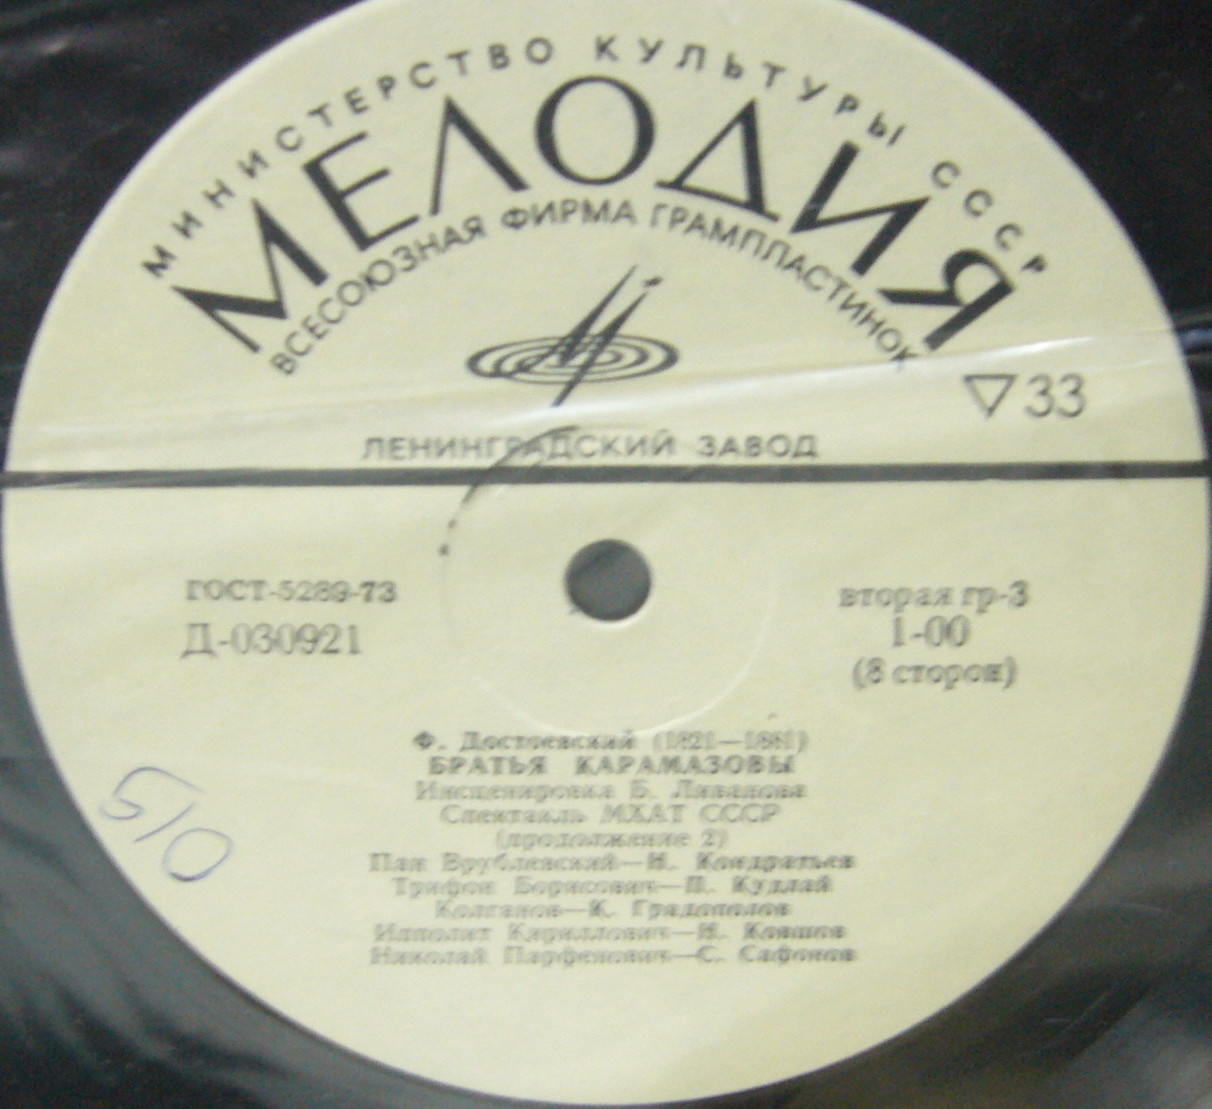 МИНИСТЕРСТВО КУЛЬТУРЫ СССР
МЕЛОДИЯ
ВСЕСОЮЗНАЯ ФИРМА ГРАМПЛАСТИНОК
33
ЛЕНИНГРАДСКИЙ ЗАВОД
ГОСТ-5289-73
Д-030921
вторая гр-3
1-00
(8 сторон)
Ф. Достоевский (1821—1881)
БРАТЬЯ КАРАМАЗОВЫ
Инсценировка Б. Ливанова
Спектакль МХАТ СССР
(продолжение 2)
Пан Врублевский—Н. Кондратьев
Трифон Борисович—П. Кудлай
Колганов—К. Градополов
Ипполит Кириллович—Н. Ковшов
Николай Парфенович—С. Сафонов